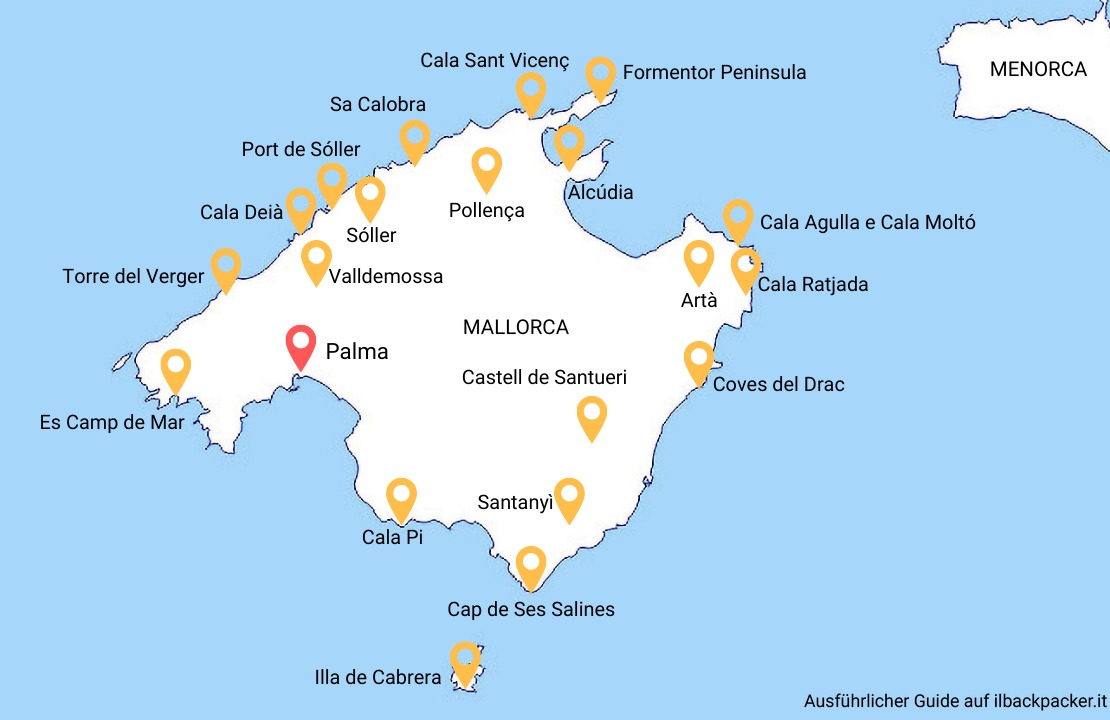 Cala Sant Vicenç
Formentor Peninsula
MENORCA
Sa Calobra
Port de Sóller
Alcúdia
Cala Deià
Pollença
Cala Agulla e Cala Moltó
Sóller
Torre del Verger
Valldemossa
Cala Ratjada
Artà
MALLORCA
Palma
Castell de Santueri
Coves del Drac
Es Camp de Mar
Santanyì
Cala Pi
Cap de Ses Salines
Illa de Cabrera
Ausführlicher Guide auf ilbackpacker.it